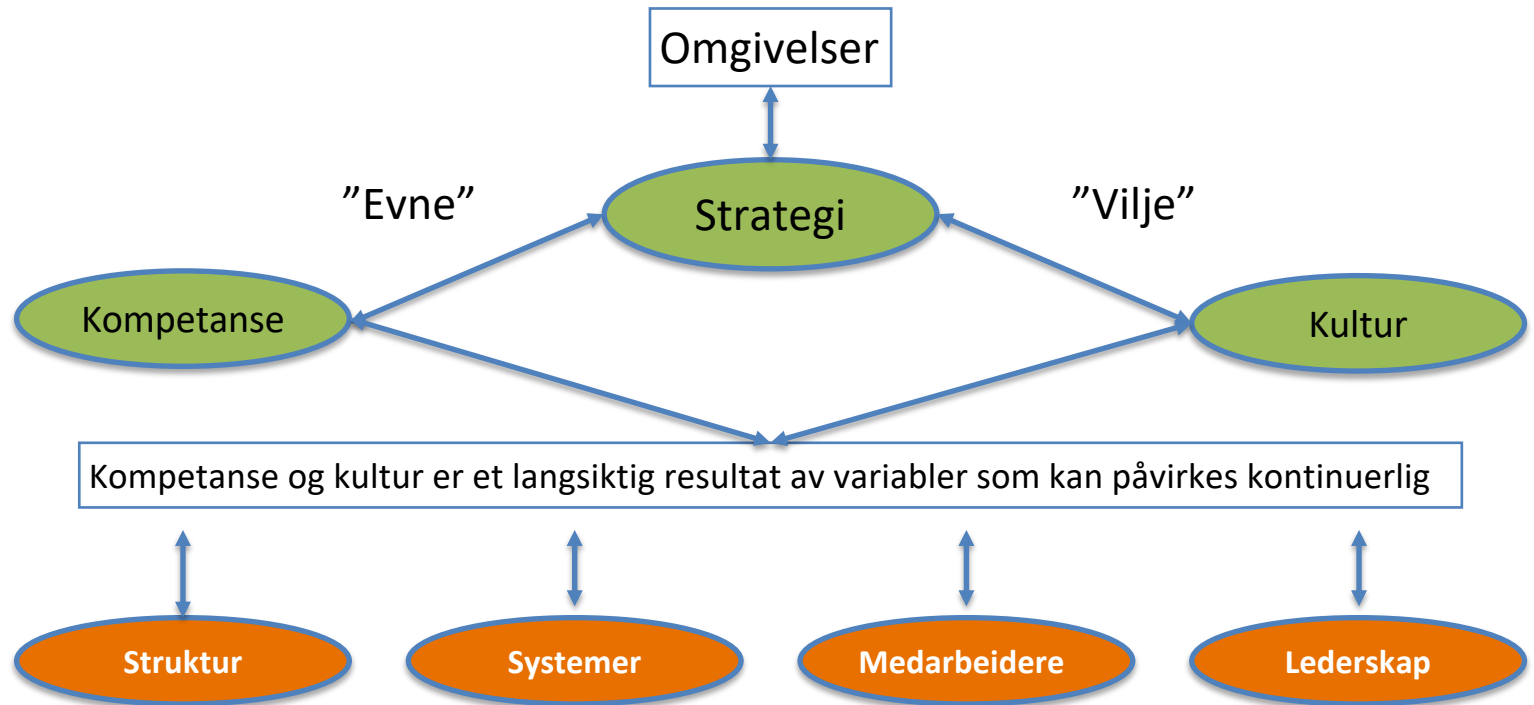 Omgivelser
”Evne”
Strategi
”Vilje”
Kompetanse
Kultur
Kompetanse og kultur er et langsiktig resultat av variabler som kan påvirkes kontinuerlig
Struktur
Systemer
Medarbeidere
Lederskap